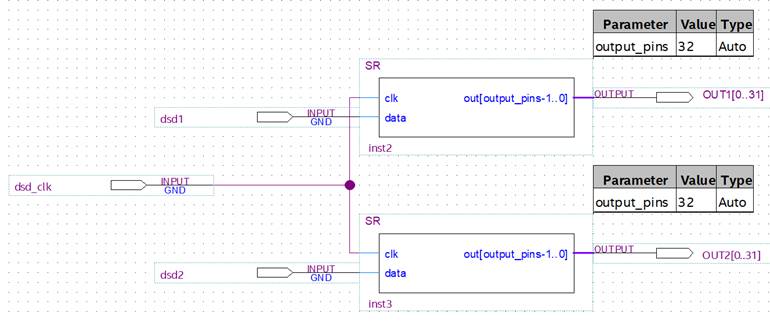 Parameter Value Type
output_pins 32 Auto
SR
clk out[output_pins-1..0]
data
inst2
OUTPUT
OUT1[0..31]
dsd1
INPUT
GND
dsd_clk
INPUT
GND
Parameter Value Type
output_pins 32 Auto
SR
clk out[output_pins-1..0]
data
inst3
OUTPUT
OUT2[0..31]
dsd2
INPUT
GND